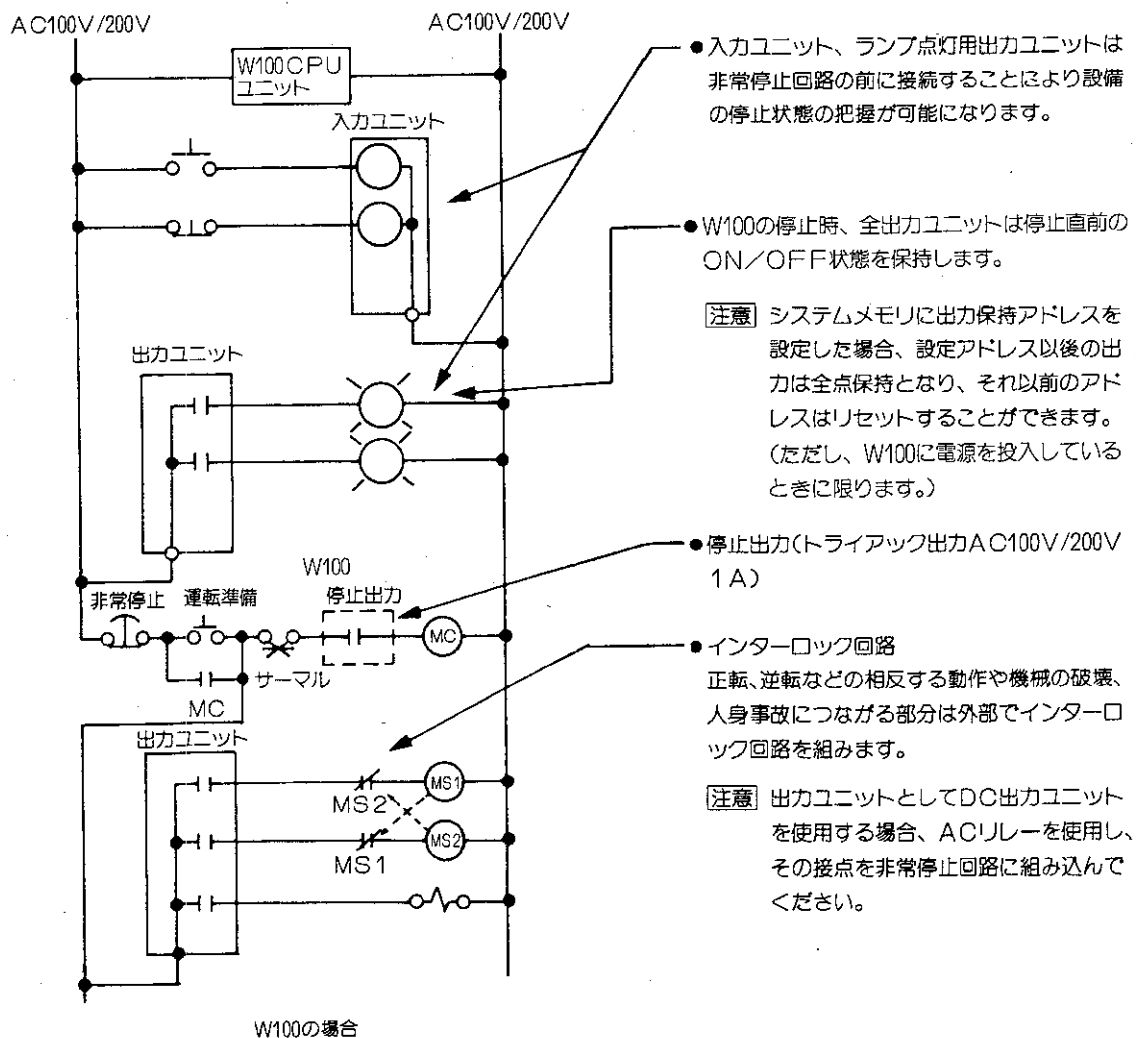 AC100V/200V
AC100V/200V
W100CPU
ユニット
入力ユニット
出力ユニット
W100
非常停止
運転準備
停止出力
MC
サーマル
MC
出力ユニット
MS2
MS1
MS1
MS2
W100の場合
●入力ユニット、ランプ点灯用出力ユニットは
非常停止回路の前に接続することにより設備
の停止状態の把握が可能になります。
●W100の停止時、全出力ユニットは停止直前の
ON/OFF状態を保持します。
注意 システムメモリに出力保持アドレスを
設定した場合、設定アドレス以後の出
力は全点保持となり、それ以前のアド
レスはリセットすることができます。
(ただし、W100に電源を投入している
ときに限ります。)
●停止出力(トライアック出力AC100V/200V
1A)
●インターロック回路
正転、逆転などの相反する動作や機械の破壊、
人身事故につながる部分は外部でインターロ
ック回路を組みます。
注意 出力ユニットとしてDC出力ユニット
を使用する場合、ACリレーを使用し、
その接点を非常停止回路に組み込んで
ください。